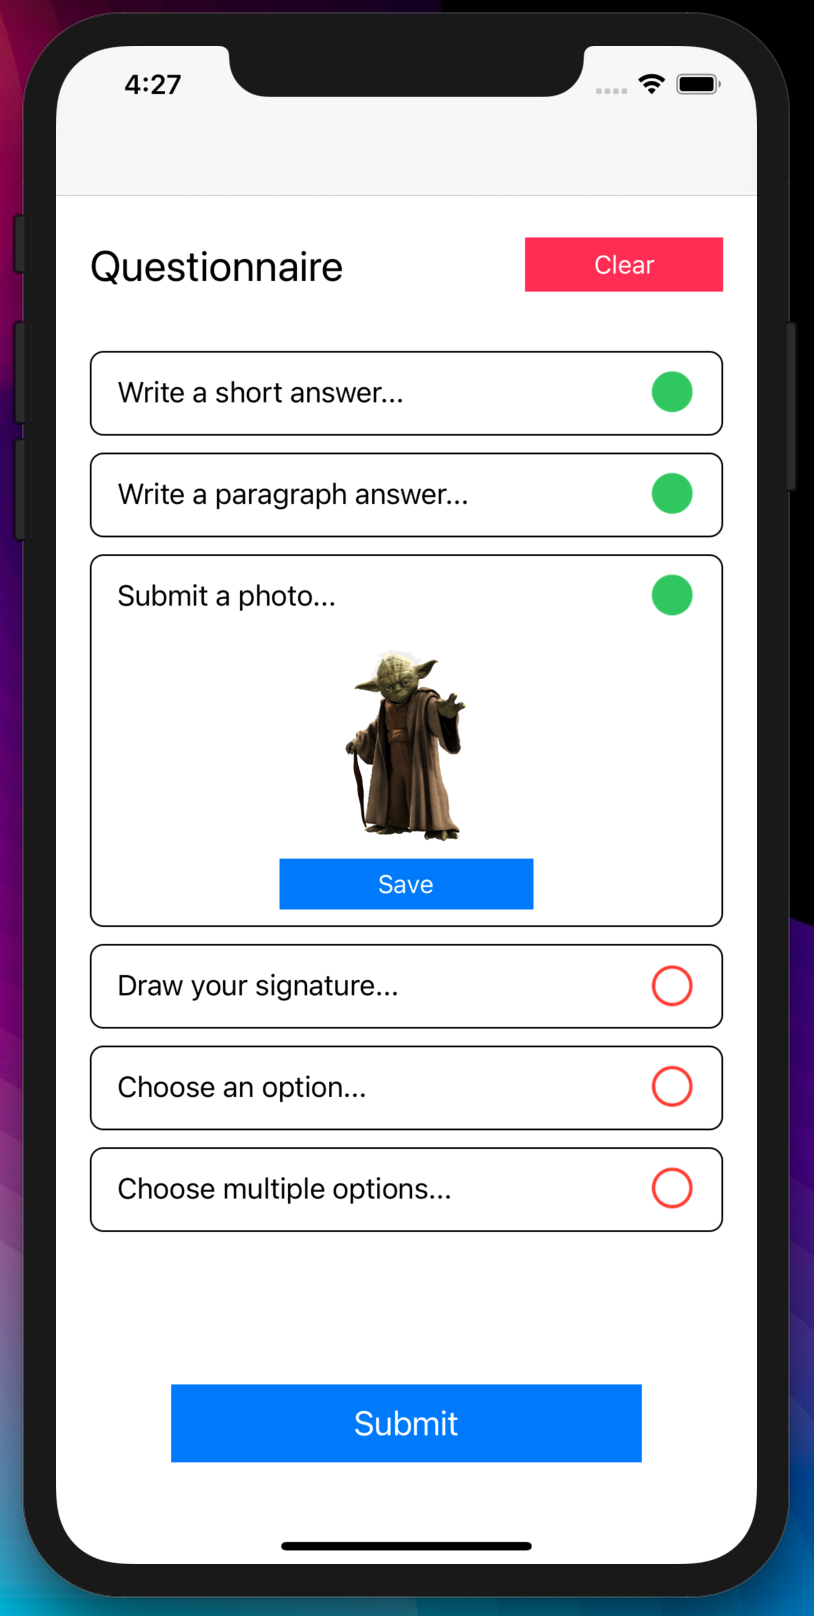 4:27
Questionnaire
Clear
Write a short answer...
Write a paragraph answer...
Submit a photo...
Save
Draw your signature...
Choose an option...
Choose multiple options...
Submit